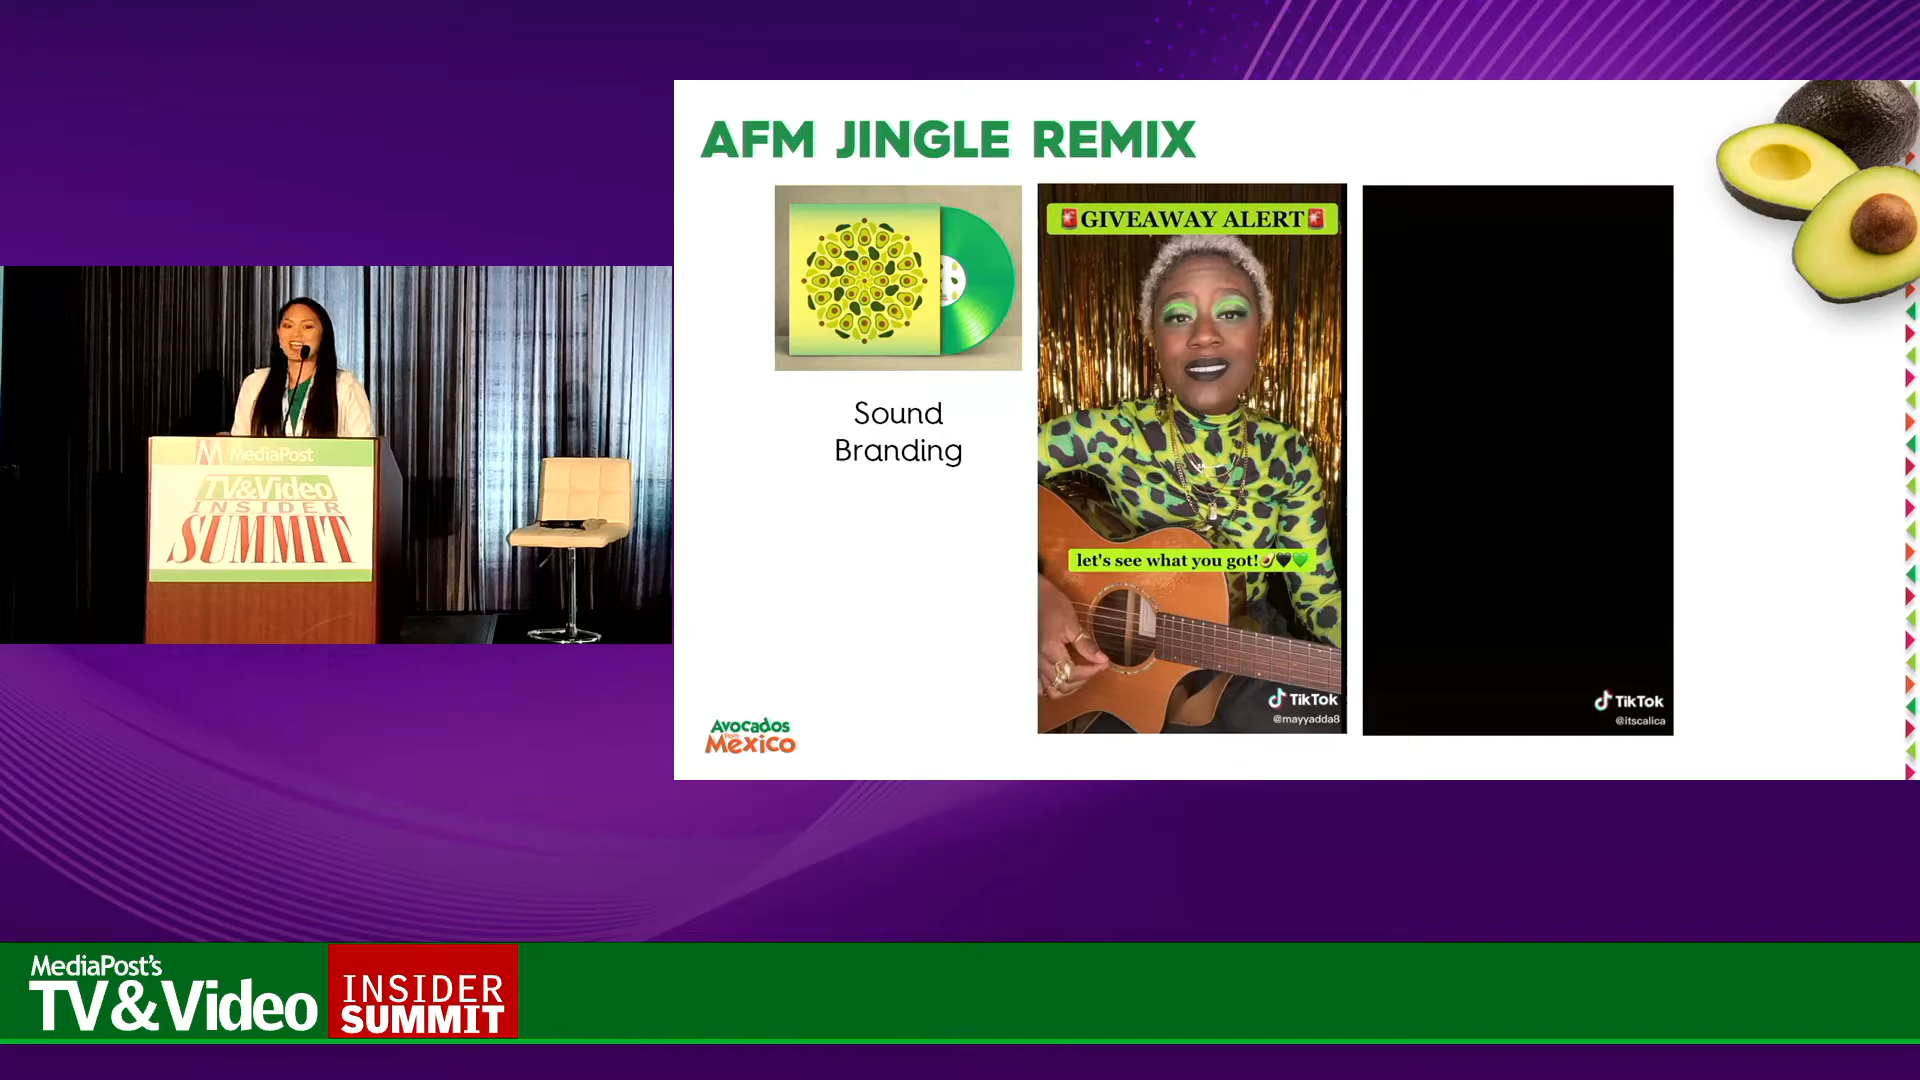 AFM JINGLE REMIX
Sound
Branding
🚨GIVEAWAY ALERT🚨
let's see what you got!🥑🖤💚
TikTok
@mayyadda8
TikTok
@itscalica
Avocados
from
Mexico
MediaPost
TV&Video
INSIDER
SUMMIT
MediaPost's
TV&Video
INSIDER
SUMMIT